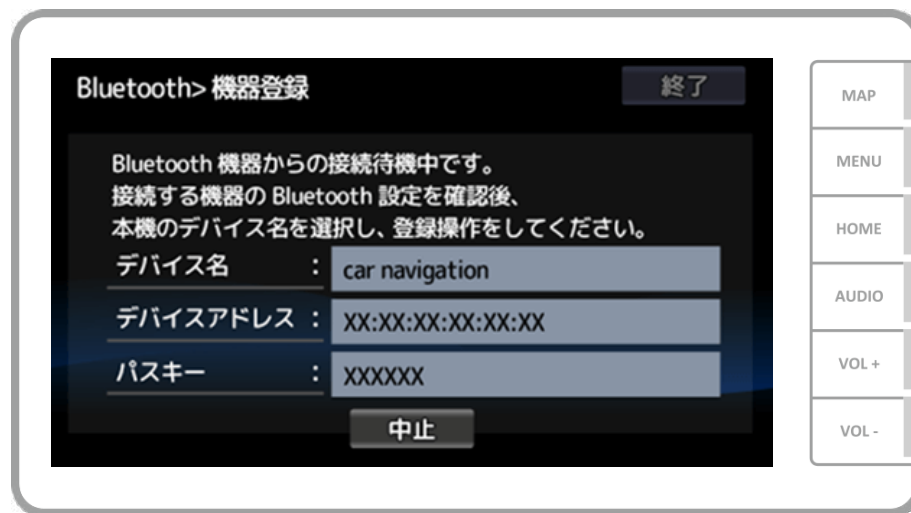 Bluetooth> 機器登録
終了
Bluetooth 機器からの接続待機中です。
接続する機器の Bluetooth 設定を確認後、
本機のデバイス名を選択し、登録操作をしてください。
デバイス名 : car navigation
デバイスアドレス : XX:XX:XX:XX:XX:XX
パスキー : XXXXXX
中止
MAP
MENU
HOME
AUDIO
VOL +
VOL -